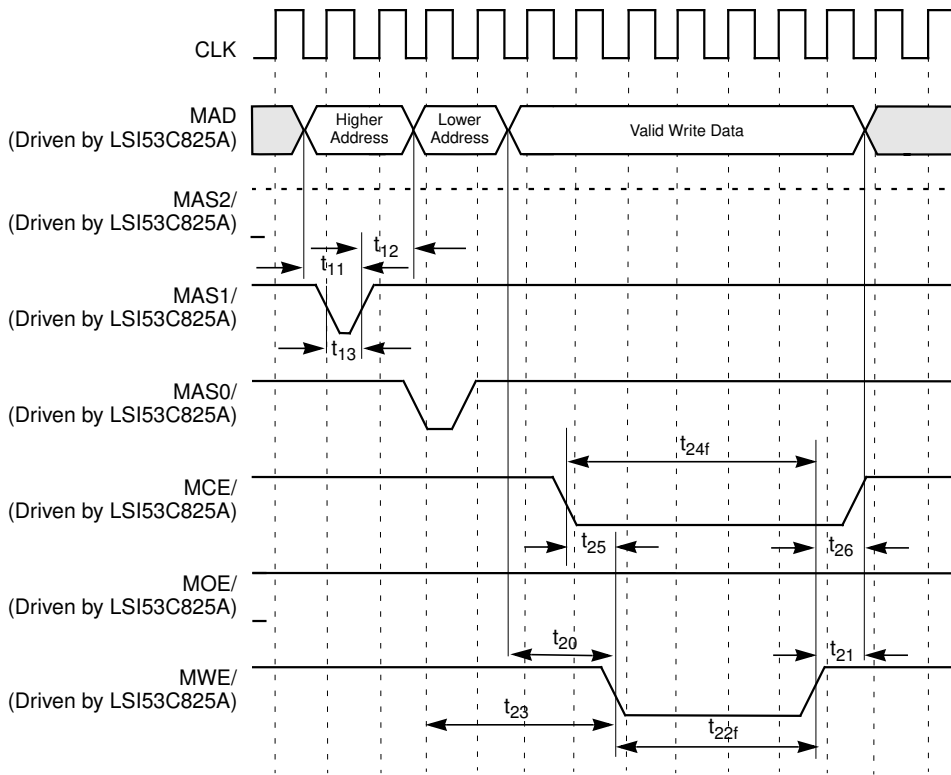 CLK
MAD
(Driven by LSI53C825A)
Higher
Address
Lower
Address
Valid Write Data
MAS2/
(Driven by LSI53C825A)
t12
t11
MAS1/
(Driven by LSI53C825A)
t13
MAS0/
(Driven by LSI53C825A)
t24f
MCE/
(Driven by LSI53C825A)
t25
t26
MOE/
(Driven by LSI53C825A)
t20
t21
MWE/
(Driven by LSI53C825A)
t23
t22f